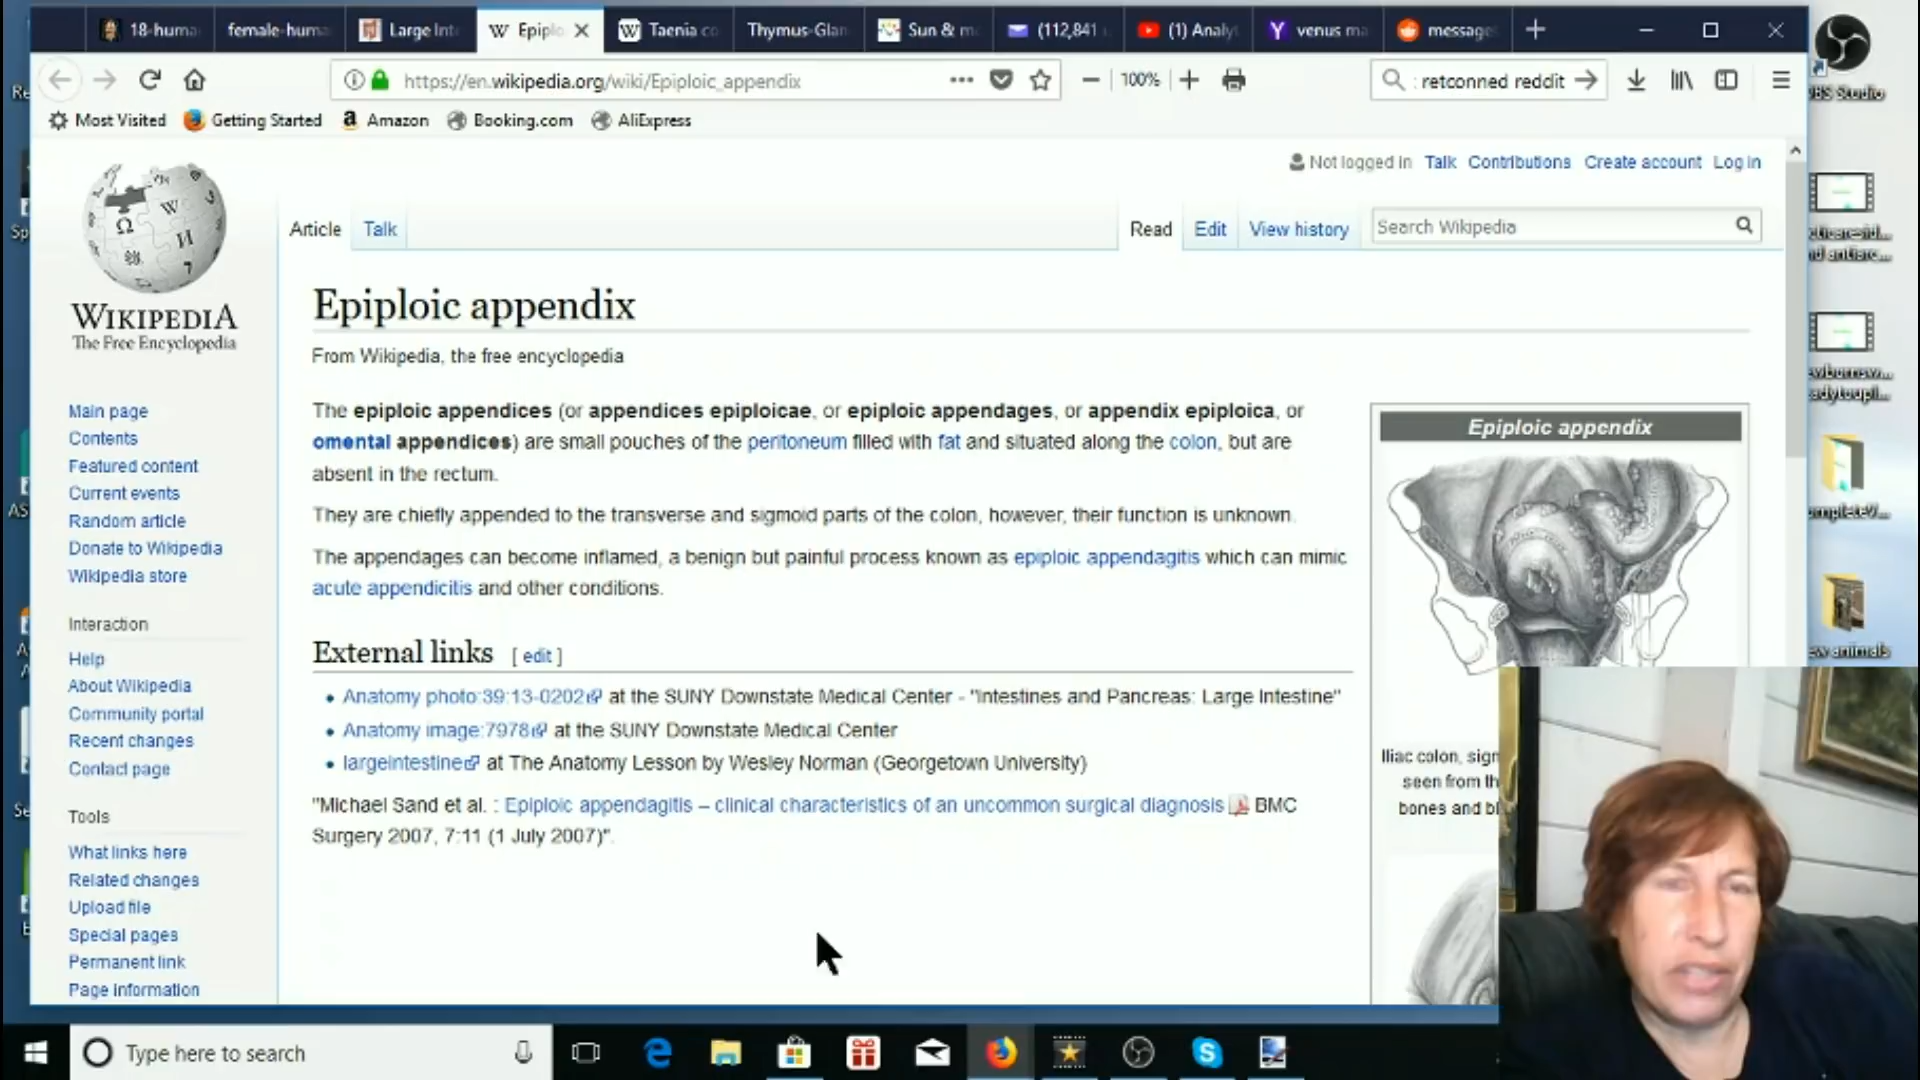 18-huma
female-huma
Large Int
Epiplo
Taenia co
Thymus-Glan
Sun & m
(112,841
(1) Analy
venus ma
message
https://en.wikipedia.org/wiki/Epiploic_appendix
100%
: retconned reddit
Most Visited
Getting Started
Amazon
Booking.com
AliExpress
OBS Studio
Not logged in
Talk
Contributions
Create account
Log in
Article
Talk
Read
Edit
View history
Search Wikipedia
WIKIPEDIA
The Free Encyclopedia
Epiploic appendix
From Wikipedia, the free encyclopedia
The epiploic appendices (or appendices epiploicae, or epiploic appendages, or appendix epiploica, or
omental appendices) are small pouches of the peritoneum filled with fat and situated along the colon, but are
absent in the rectum.
They are chiefly appended to the transverse and sigmoid parts of the colon, however, their function is unknown.
The appendages can become inflamed, a benign but painful process known as epiploic appendagitis which can mimic
acute appendicitis and other conditions.
External links [ edit ]
• Anatomy photo:39:13-0202 at the SUNY Downstate Medical Center - "Intestines and Pancreas: Large Intestine"
• Anatomy image:7978 at the SUNY Downstate Medical Center
• largeintestine at The Anatomy Lesson by Wesley Norman (Georgetown University)
"Michael Sand et al. : Epiploic appendagitis – clinical characteristics of an uncommon surgical diagnosis BMC
Surgery 2007, 7:11 (1 July 2007)".
Epiploic appendix
Iliac colon, sigm
seen from th
bones and bl
Main page
Contents
Featured content
Current events
Random article
Donate to Wikipedia
Wikipedia store
Interaction
Help
About Wikipedia
Community portal
Recent changes
Contact page
Tools
What links here
Related changes
Upload file
Special pages
Permanent link
Page information
Type here to search